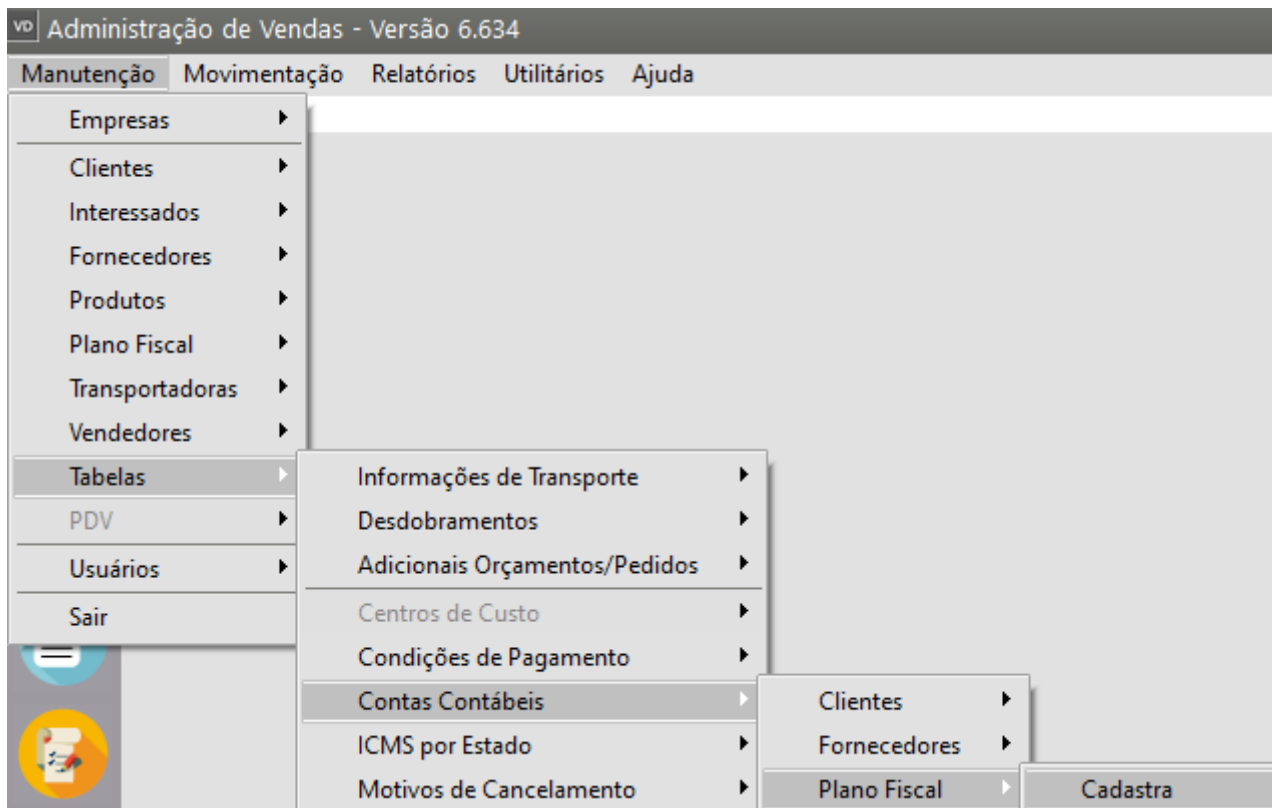 VD Administração de Vendas - Versão 6.634
Manutenção Movimentação Relatórios Utilitários Ajuda
Empresas
Clientes
Interessados
Fornecedores
Produtos
Plano Fiscal
Transportadoras
Vendedores
Tabelas
PDV
Usuários
Sair
Informações de Transporte
Desdobramentos
Adicionais Orçamentos/Pedidos
Centros de Custo
Condições de Pagamento
Contas Contábeis
ICMS por Estado
Motivos de Cancelamento
Clientes
Fornecedores
Plano Fiscal
Cadastra